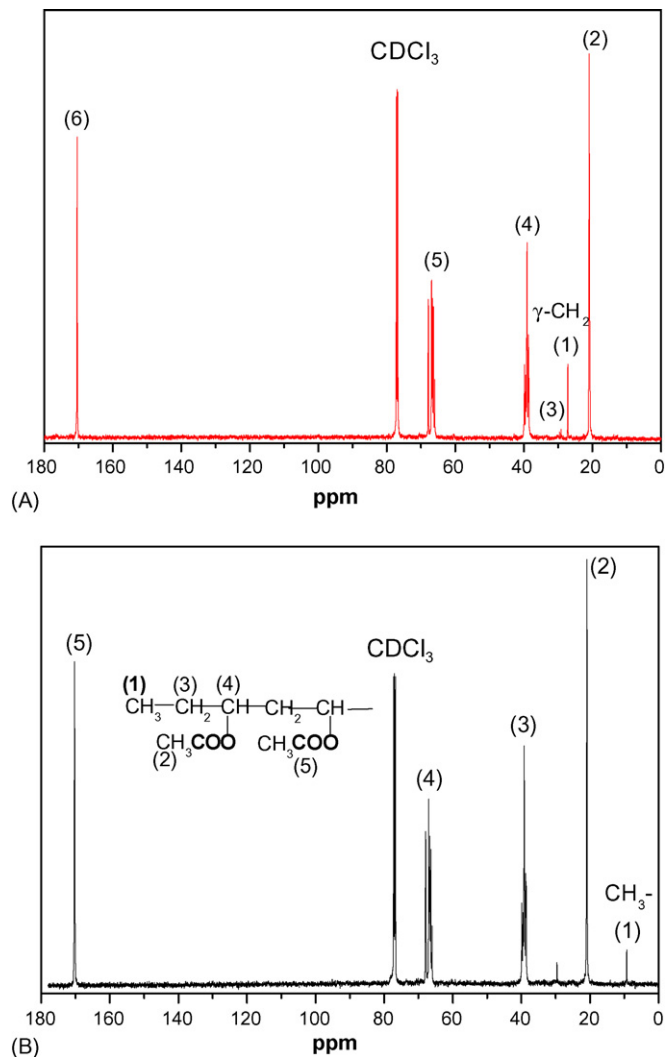 (2)
CDCl₃
(6)
(4)
(5)
γ-CH₂
(1)
(3)
180 160 140 120 100 80 60 40 20 0
(A) ppm
(2)
(5)
CDCl₃
(1) (3) (4)
CH₃—CH₂—CH—CH₂—CH—
CH₃COO CH₃COO
(2) (5)
(3)
(4)
CH₃-
(1)
180 160 140 120 100 80 60 40 20 0
(B) ppm